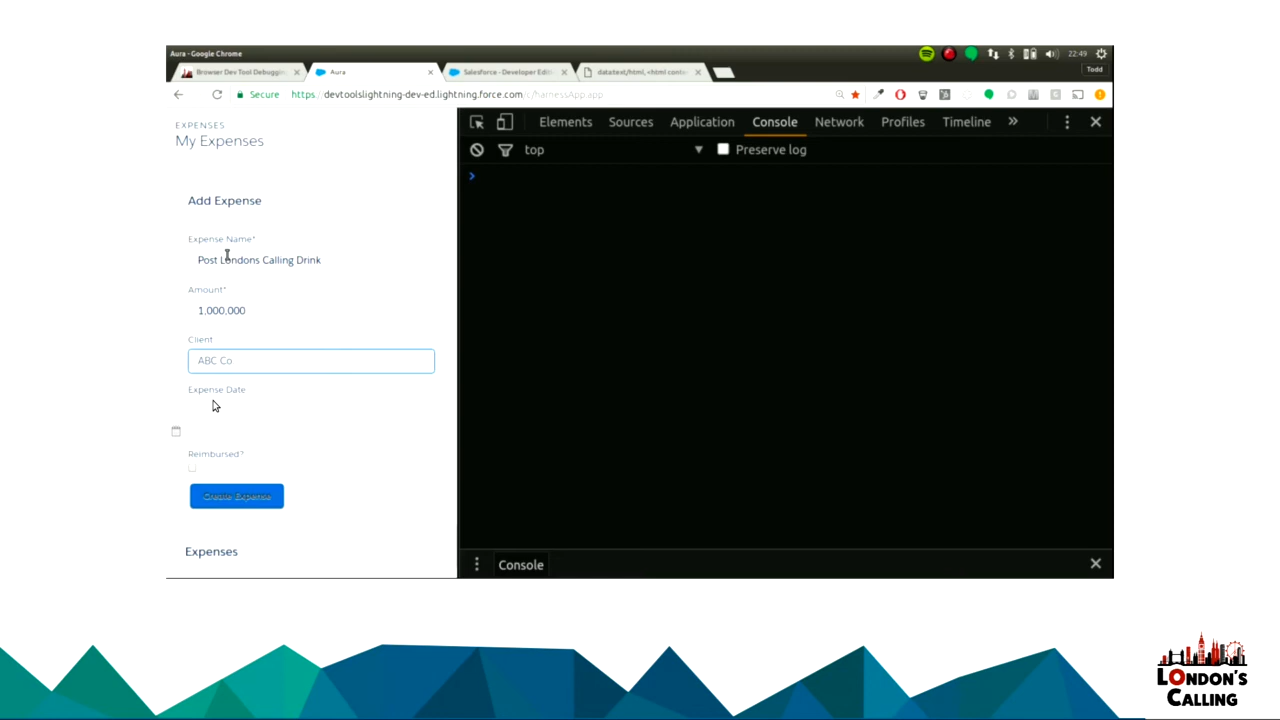 Aura - Google Chrome
22:49
Browser Dev Tool Debuggin
Aura
Salesforce - Developer Edit
data:text/html, <html conte
Todd
Secure https://devtoolslightning-dev-ed.lightning.force.com/c/harnessApp.app
EXPENSES
My Expenses
Add Expense
Expense Name*
Post Londons Calling Drink
Amount*
1,000,000
Client
ABC Co
Expense Date
Reimbursed?
Create Expense
Expenses
Elements Sources Application Console Network Profiles Timeline »
top Preserve log
Console
LONDON'S
CALLING